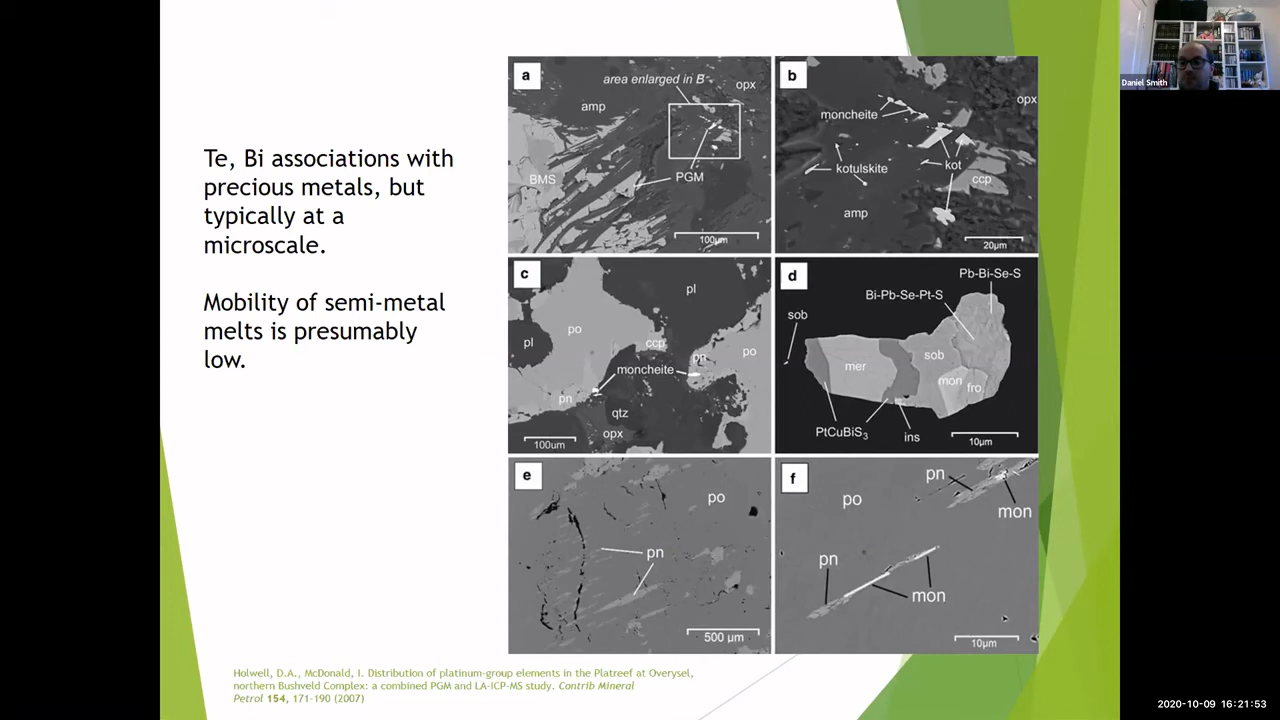 Te, Bi associations with
precious metals, but
typically at a
microscale.
Mobility of semi-metal
melts is presumably
low.
a
area enlarged in B
opx
amp
BMS
PGM
100µm
b
opx
moncheite
kotulskite
kot
ccp
amp
20µm
c
pl
po
pl
ccp
pn
po
moncheite
pn
qtz
opx
100um
d
Pb-Bi-Se-S
Bi-Pb-Se-Pt-S
sob
sob
mer
mon
fro
PtCuBiS3
ins
10µm
e
po
pn
500 µm
f
pn
po
mon
pn
mon
10µm
Holwell, D.A., McDonald, I. Distribution of platinum-group elements in the Platreef at Overysel,
northern Bushveld Complex: a combined PGM and LA-ICP-MS study. Contrib Mineral
Petrol 154, 171-190 (2007)
Daniel Smith
2020-10-09 16:21:53